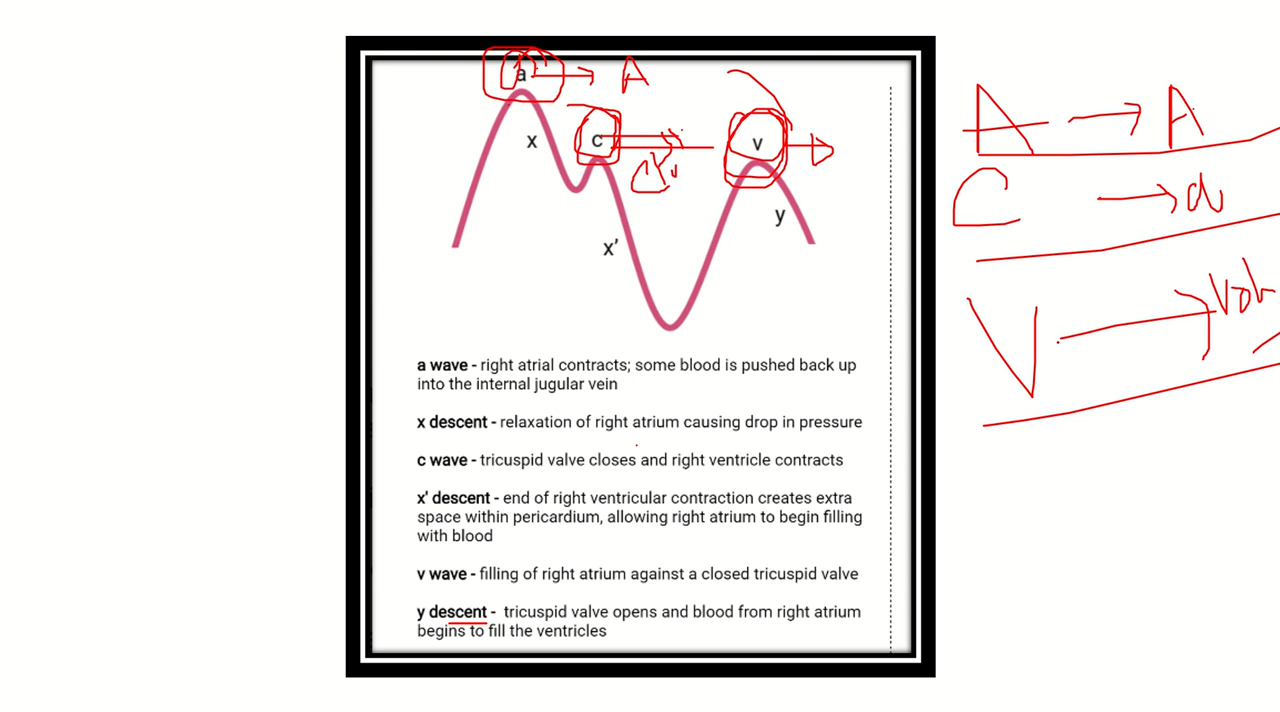 a
A
x
c
v
y
x'
a wave - right atrial contracts; some blood is pushed back up
into the internal jugular vein
x descent - relaxation of right atrium causing drop in pressure
c wave - tricuspid valve closes and right ventricle contracts
x' descent - end of right ventricular contraction creates extra
space within pericardium, allowing right atrium to begin filling
with blood
v wave - filling of right atrium against a closed tricuspid valve
y descent - tricuspid valve opens and blood from right atrium
begins to fill the ventricles
A → A
C →
V →